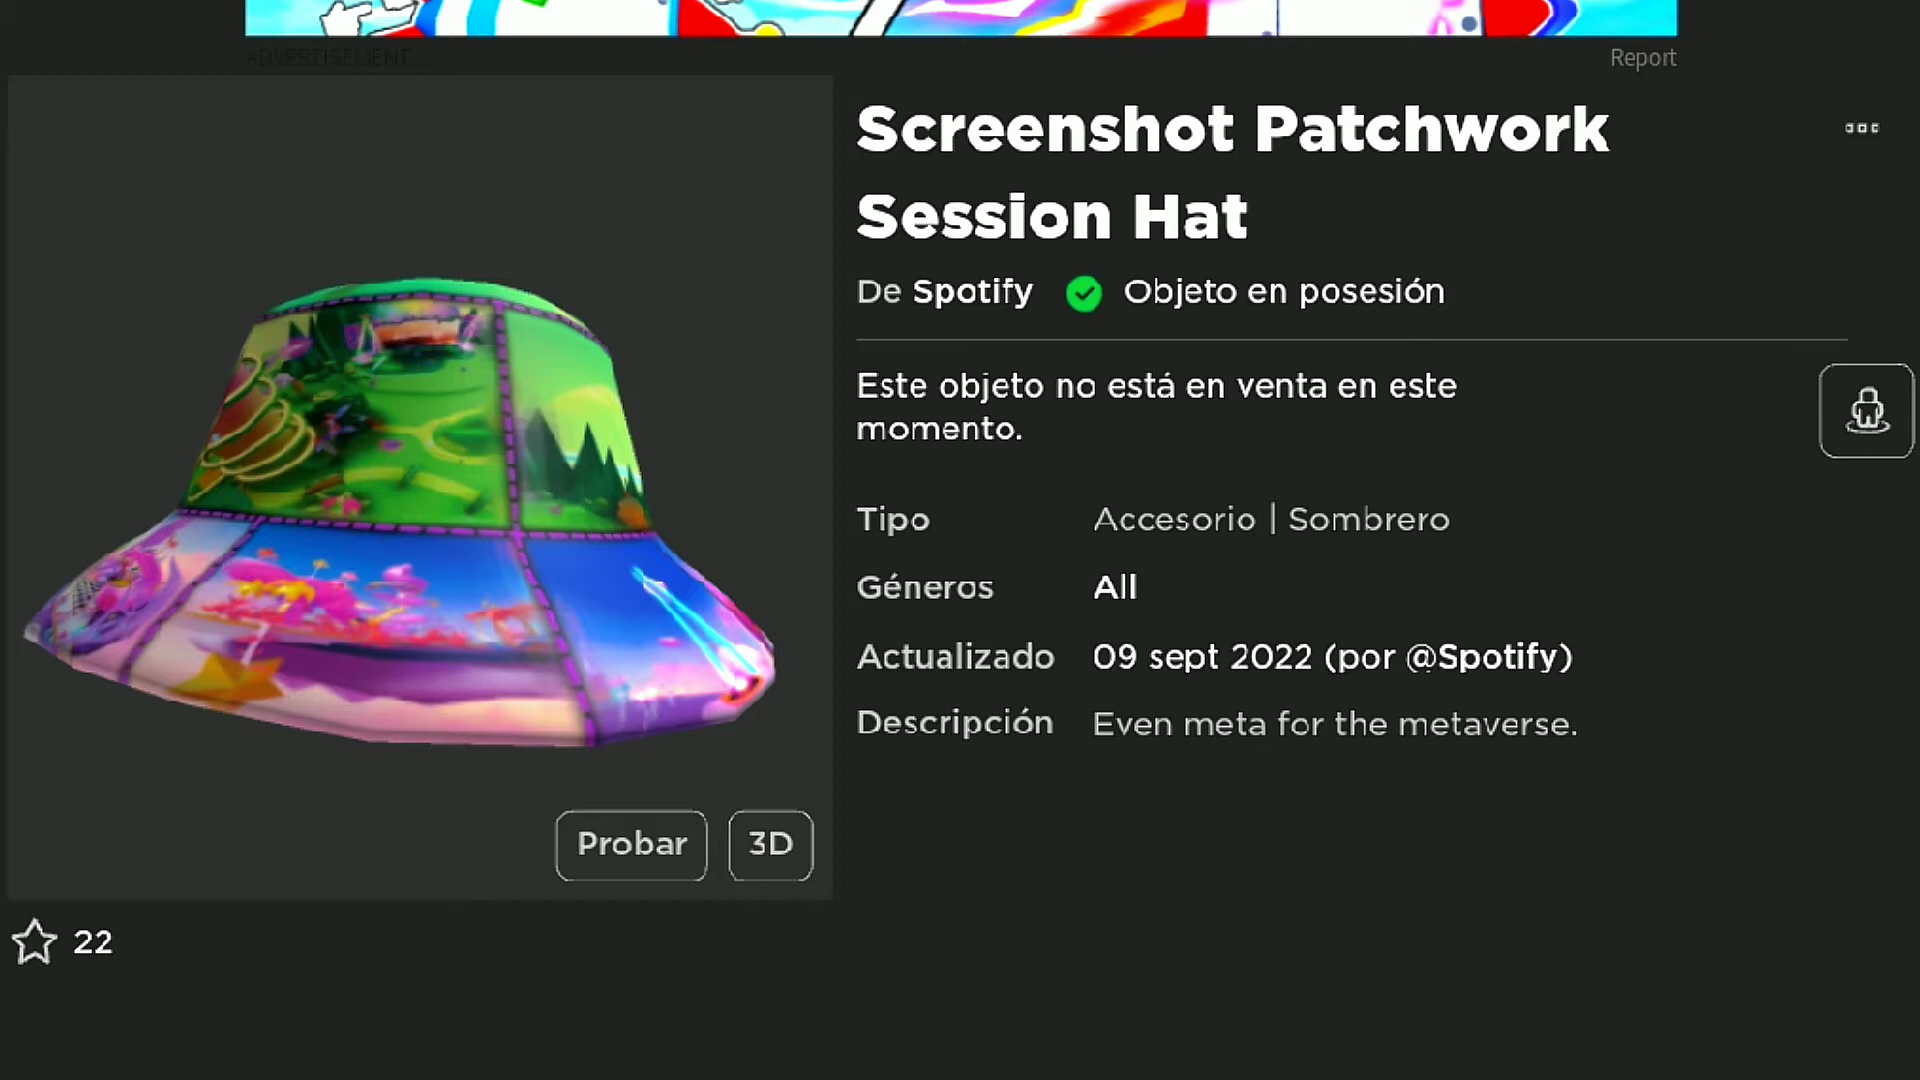 ADVERTISEMENT
Report
Screenshot Patchwork
Session Hat
De Spotify Objeto en posesión
Este objeto no está en venta en este
momento.
Tipo Accesorio | Sombrero
Géneros All
Actualizado 09 sept 2022 (por @Spotify)
Descripción Even meta for the metaverse.
Probar 3D
22